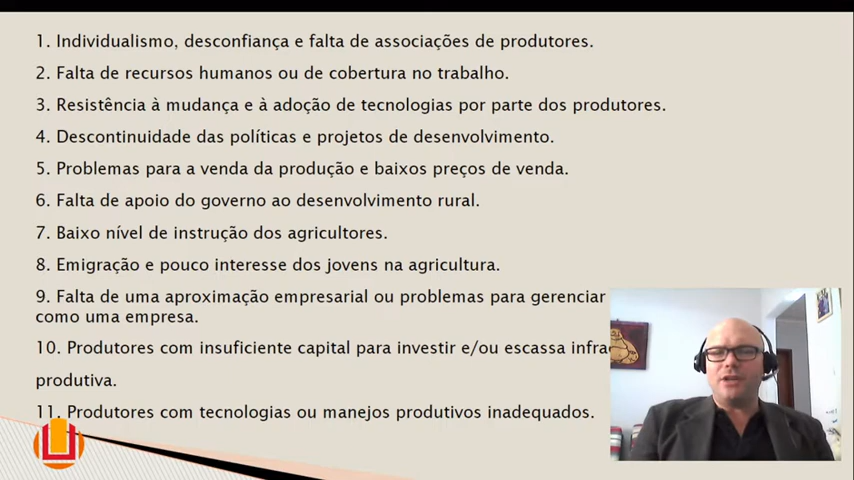 1. Individualismo, desconfiança e falta de associações de produtores.
2. Falta de recursos humanos ou de cobertura no trabalho.
3. Resistência à mudança e à adoção de tecnologias por parte dos produtores.
4. Descontinuidade das políticas e projetos de desenvolvimento.
5. Problemas para a venda da produção e baixos preços de venda.
6. Falta de apoio do governo ao desenvolvimento rural.
7. Baixo nível de instrução dos agricultores.
8. Emigração e pouco interesse dos jovens na agricultura.
9. Falta de uma aproximação empresarial ou problemas para gerenciar
como uma empresa.
10. Produtores com insuficiente capital para investir e/ou escassa
produtiva.
11. Produtores com tecnologias ou manejos produtivos inadequados.